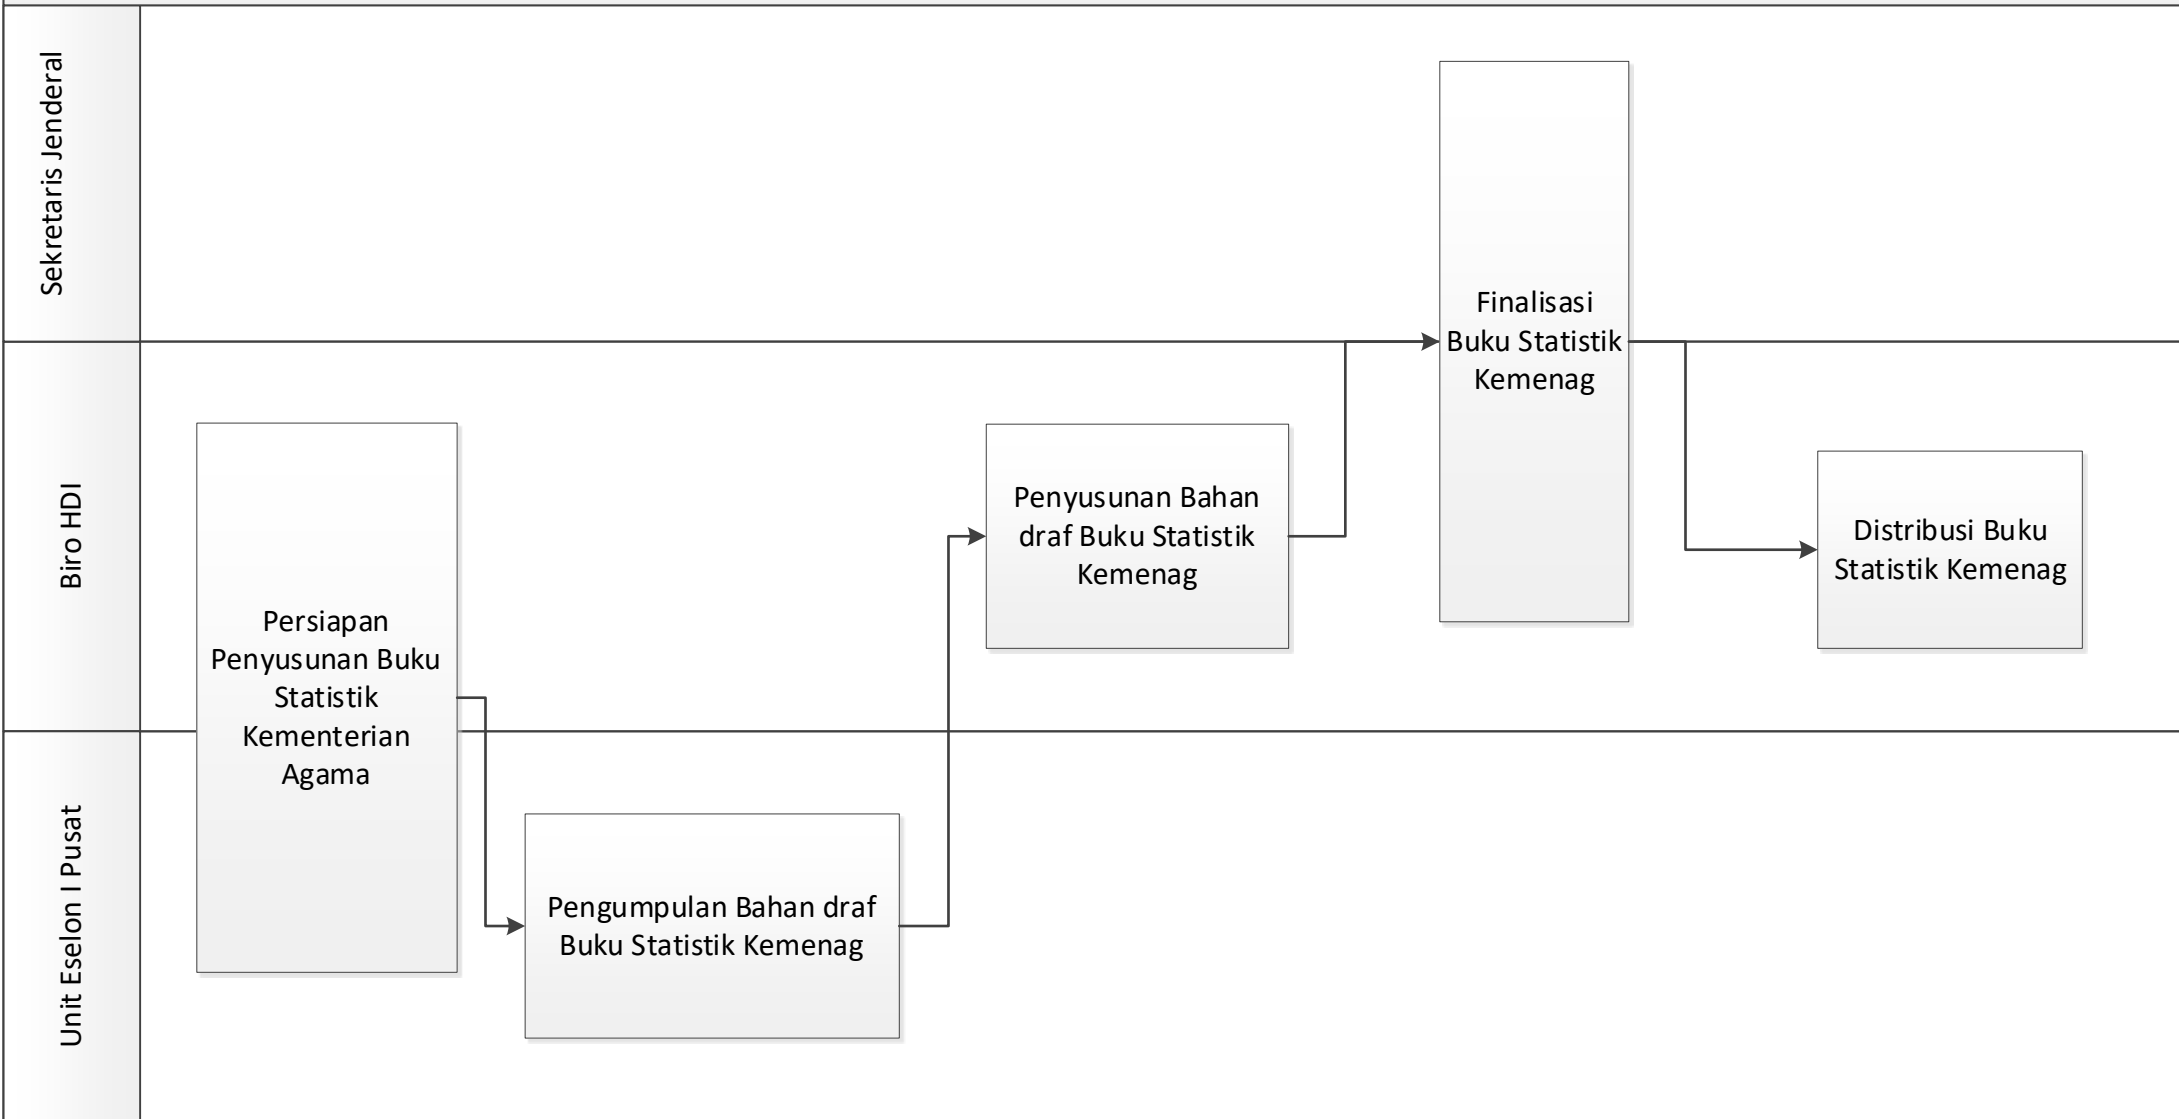 Sekretaris Jenderal
Finalisasi
Buku Statistik
Kemenag
Biro HDI
Persiapan
Penyusunan Buku
Statistik
Kementerian
Agama
Penyusunan Bahan
draf Buku Statistik
Kemenag
Distribusi Buku
Statistik Kemenag
Unit Eselon I Pusat
Pengumpulan Bahan draf
Buku Statistik Kemenag